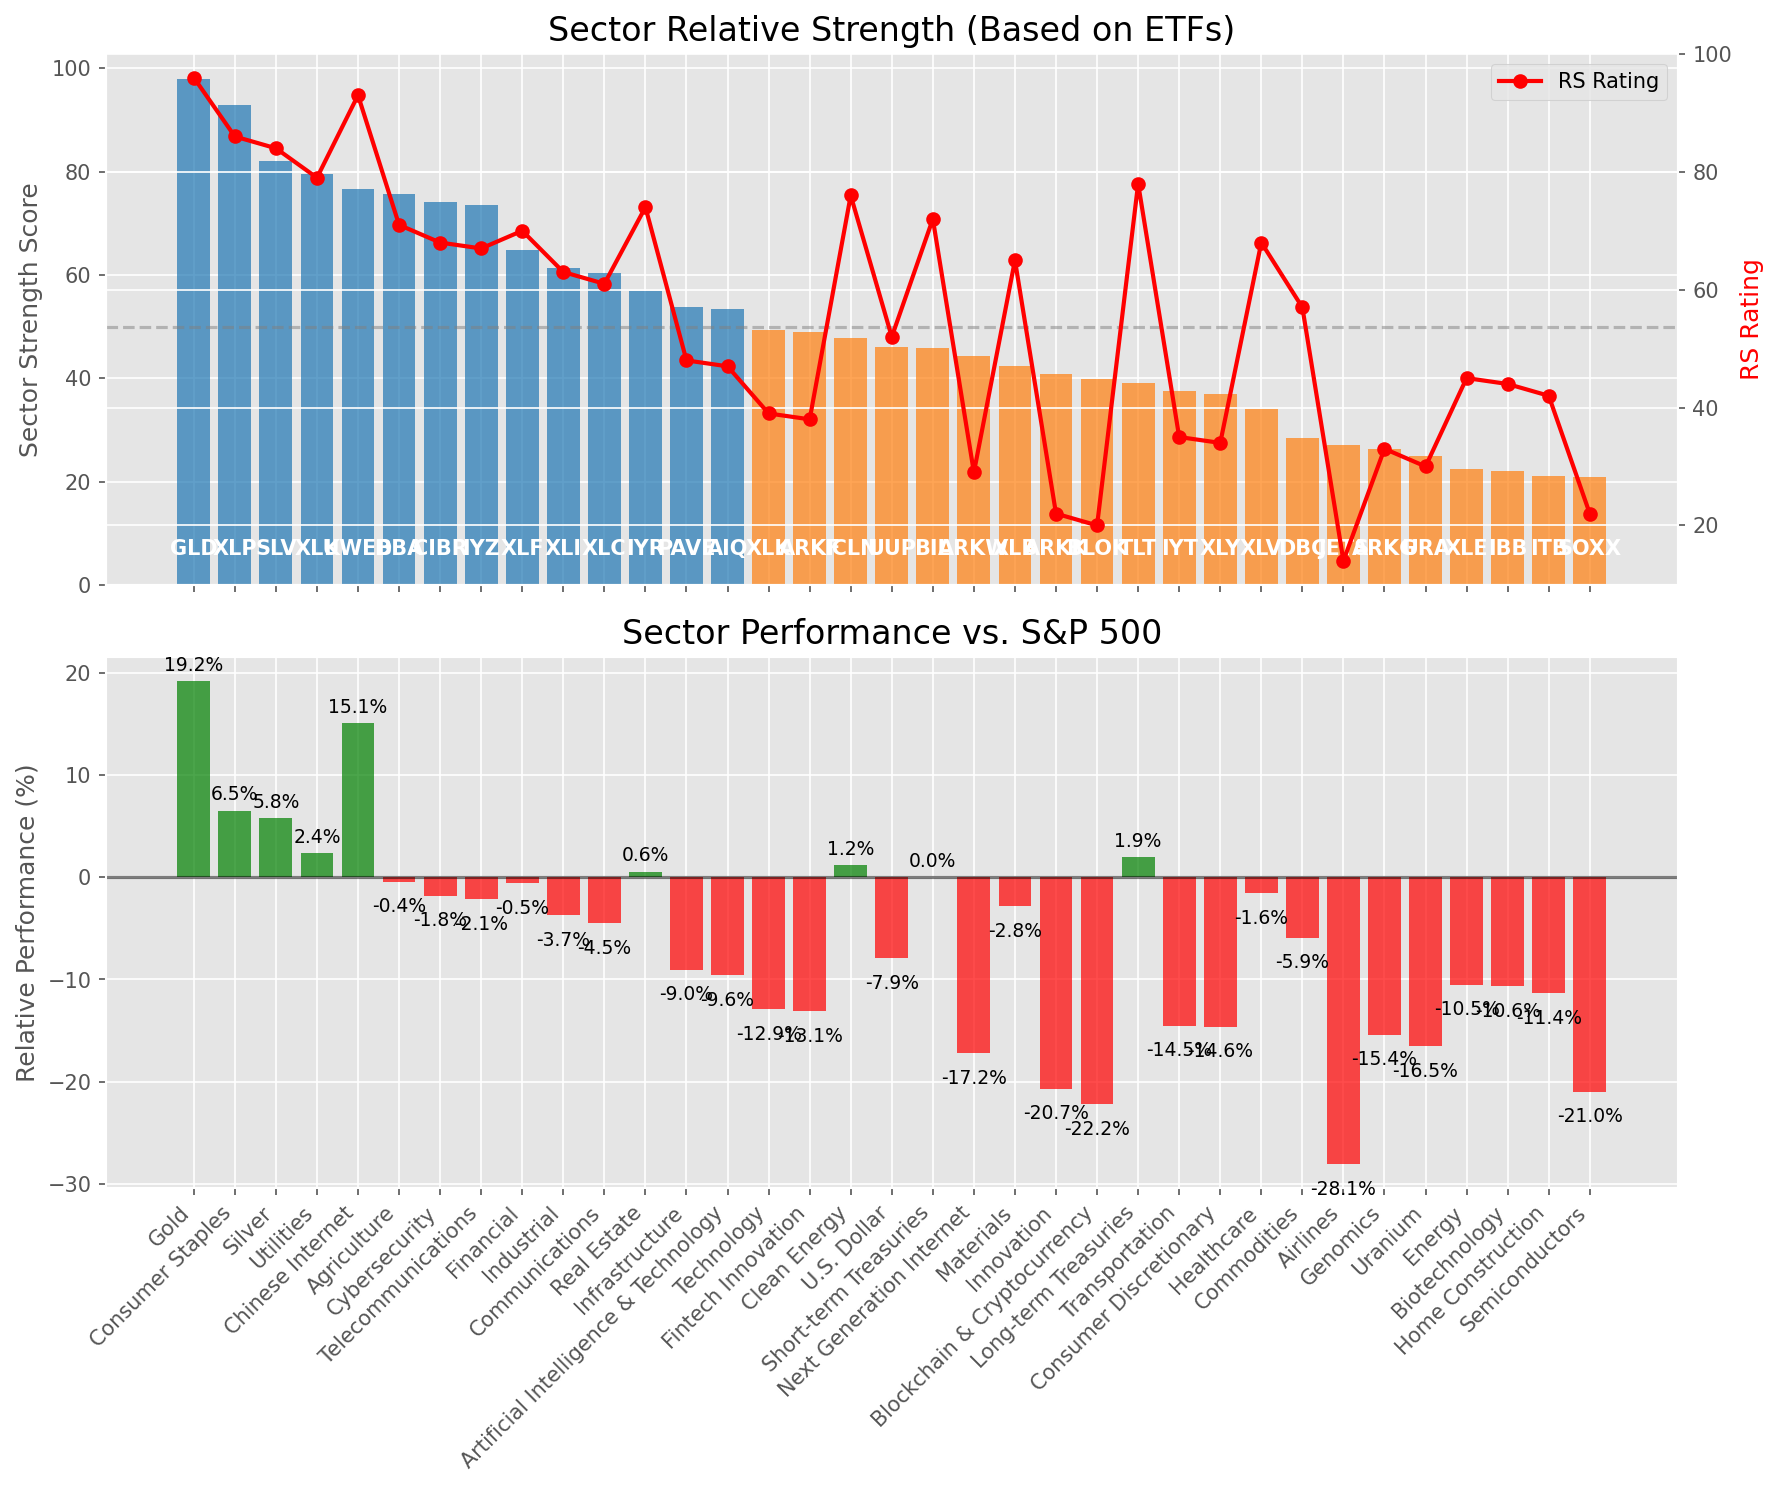 Sector Relative Strength (Based on ETFs)
Sector Strength Score
100
80
60
40
20
0
100
80
60
40
20
RS Rating
RS Rating
GLD XLP SLV XLU KWEB DBA CIBR IYZ XLF XLI XLC IYR PAVE AIQ XLK ARKF ICLN UUP BIL ARKW XLB ARKK BLOK TLT IYT XLY XLV DBC JETS ARKG URA XLE IBB ITB SOXX
Sector Performance vs. S&P 500
Relative Performance (%)
20
10
0
−10
−20
−30
19.2%
6.5%
5.8%
2.4%
15.1%
-0.4%
-1.8%
-2.1%
-0.5%
-3.7%
-4.5%
0.6%
-9.0%
-9.6%
-12.9%
-13.1%
1.2%
-7.9%
0.0%
-17.2%
-2.8%
-20.7%
-22.2%
1.9%
-14.5%
-14.6%
-1.6%
-5.9%
-28.1%
-15.4%
-16.5%
-10.5%
-10.6%
-11.4%
-21.0%
Gold
Consumer Staples
Silver
Utilities
Chinese Internet
Agriculture
Cybersecurity
Telecommunications
Financial
Industrial
Communications
Real Estate
Infrastructure
Artificial Intelligence & Technology
Technology
Fintech Innovation
Clean Energy
U.S. Dollar
Short-term Treasuries
Next Generation Internet
Materials
Innovation
Blockchain & Cryptocurrency
Long-term Treasuries
Transportation
Consumer Discretionary
Healthcare
Commodities
Airlines
Genomics
Uranium
Energy
Biotechnology
Home Construction
Semiconductors